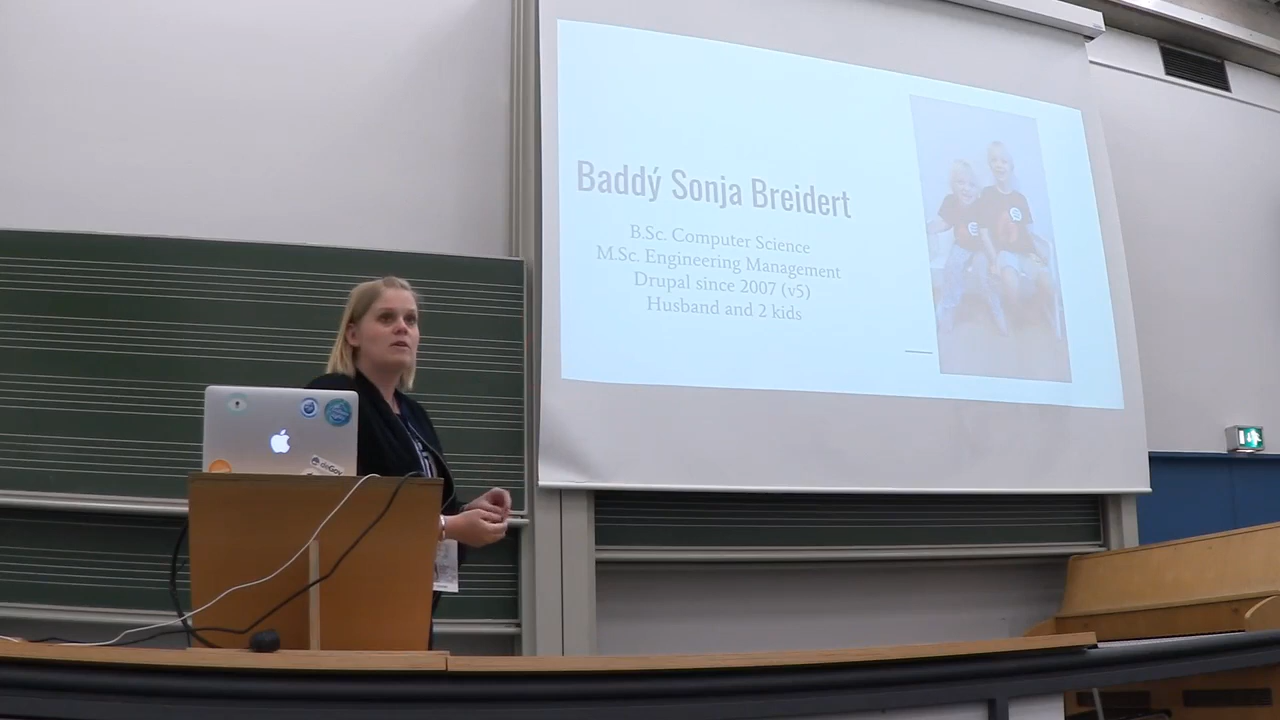 Baddý Sonja Breidert
B.Sc. Computer Science
M.Sc. Engineering Management
Drupal since 2007 (v5)
Husband and 2 kids